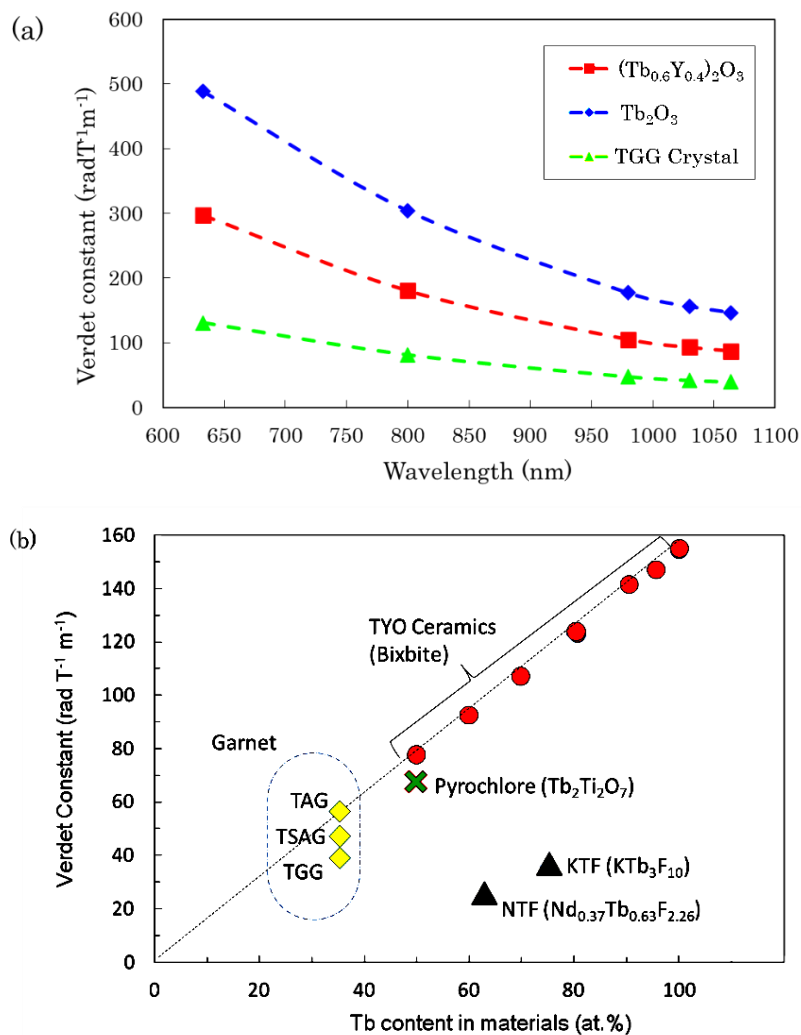 (a)
600
500
400
300
200
100
0
Verdet constant (radT⁻¹m⁻¹)
(Tb₀.₆Y₀.₄)₂O₃
Tb₂O₃
TGG Crystal
600 650 700 750 800 850 900 950 1000 1050 1100
Wavelength (nm)
(b)
160
140
120
100
80
60
40
20
0
Verdet Constant (rad T⁻¹ m⁻¹)
TYO Ceramics
(Bixbite)
Garnet
TAG
TSAG
TGG
Pyrochlore (Tb₂Ti₂O₇)
KTF (KTb₃F₁₀)
NTF (Nd₀.₃₇Tb₀.₆₃F₂.₂₆)
0 20 40 60 80 100
Tb content in materials (at.%)